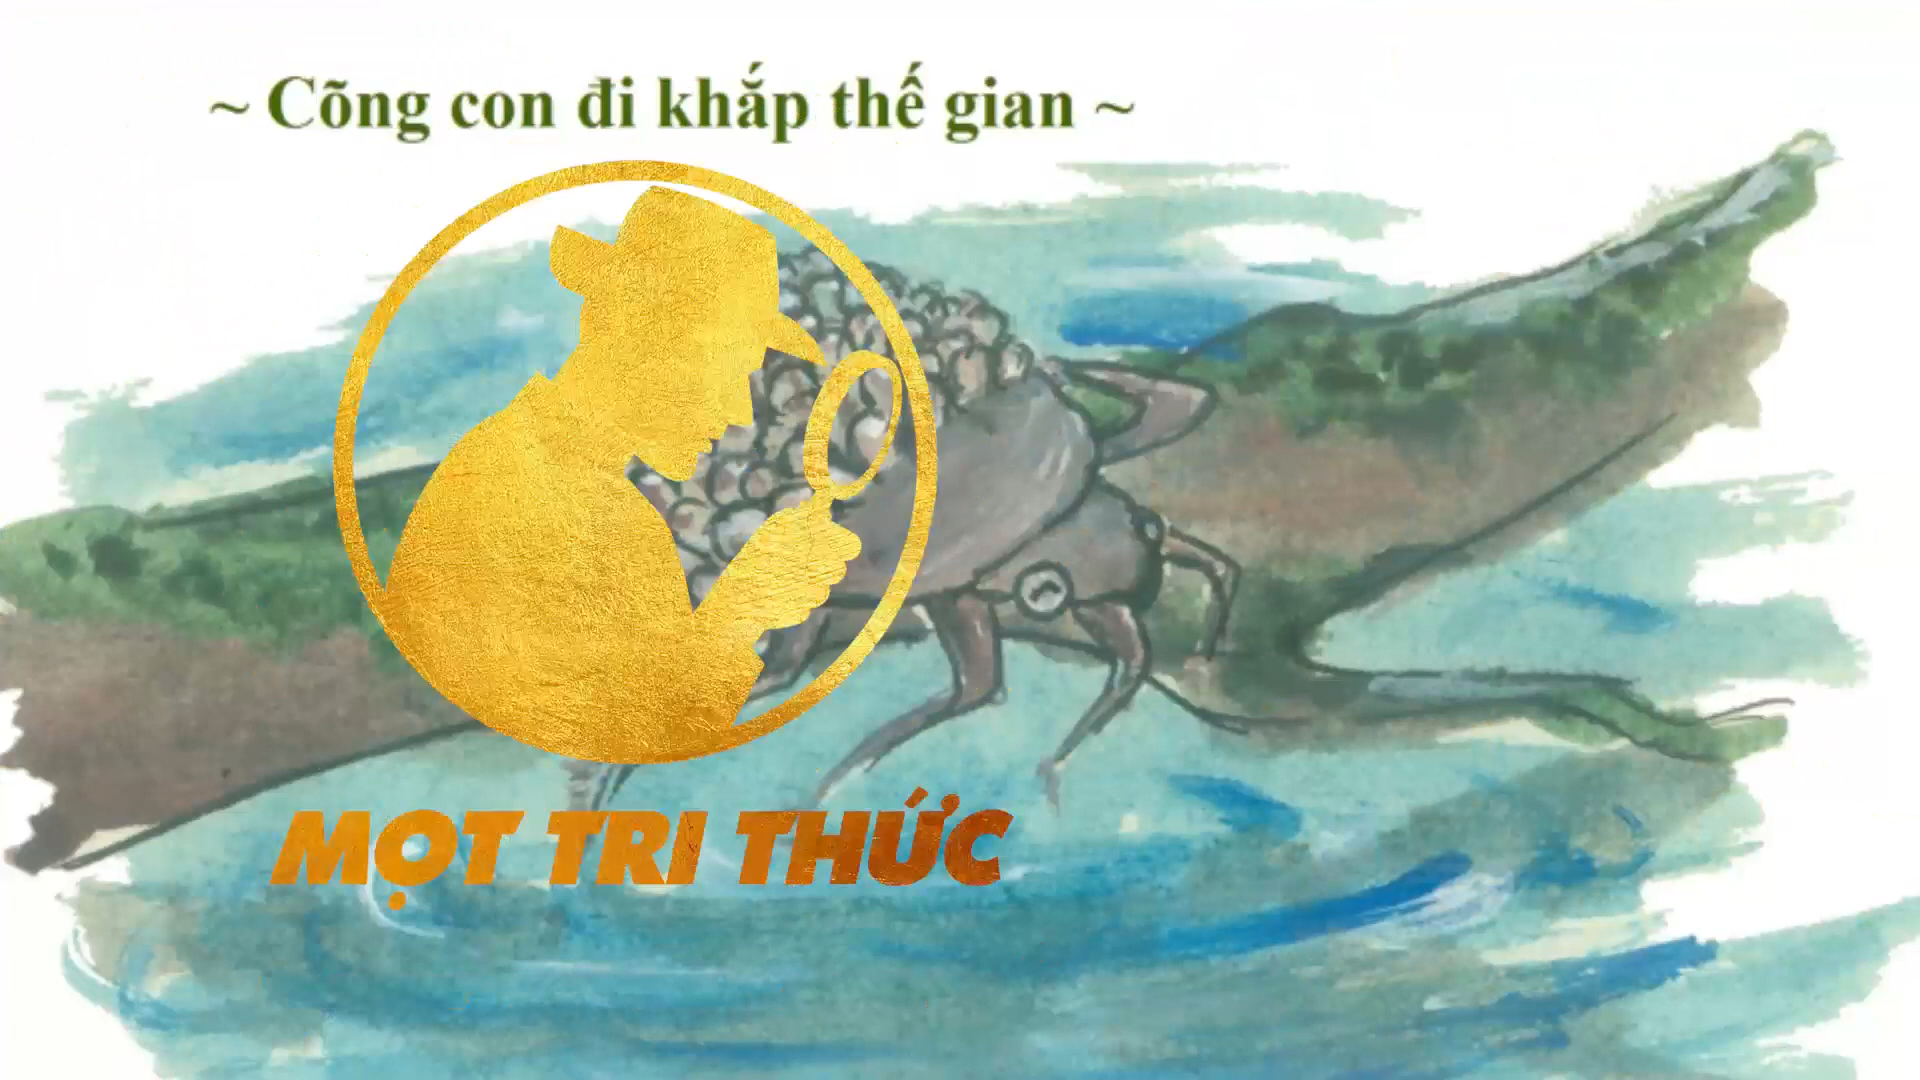 ~ Cõng con đi khắp thế gian ~
MỌT TRI THỨC